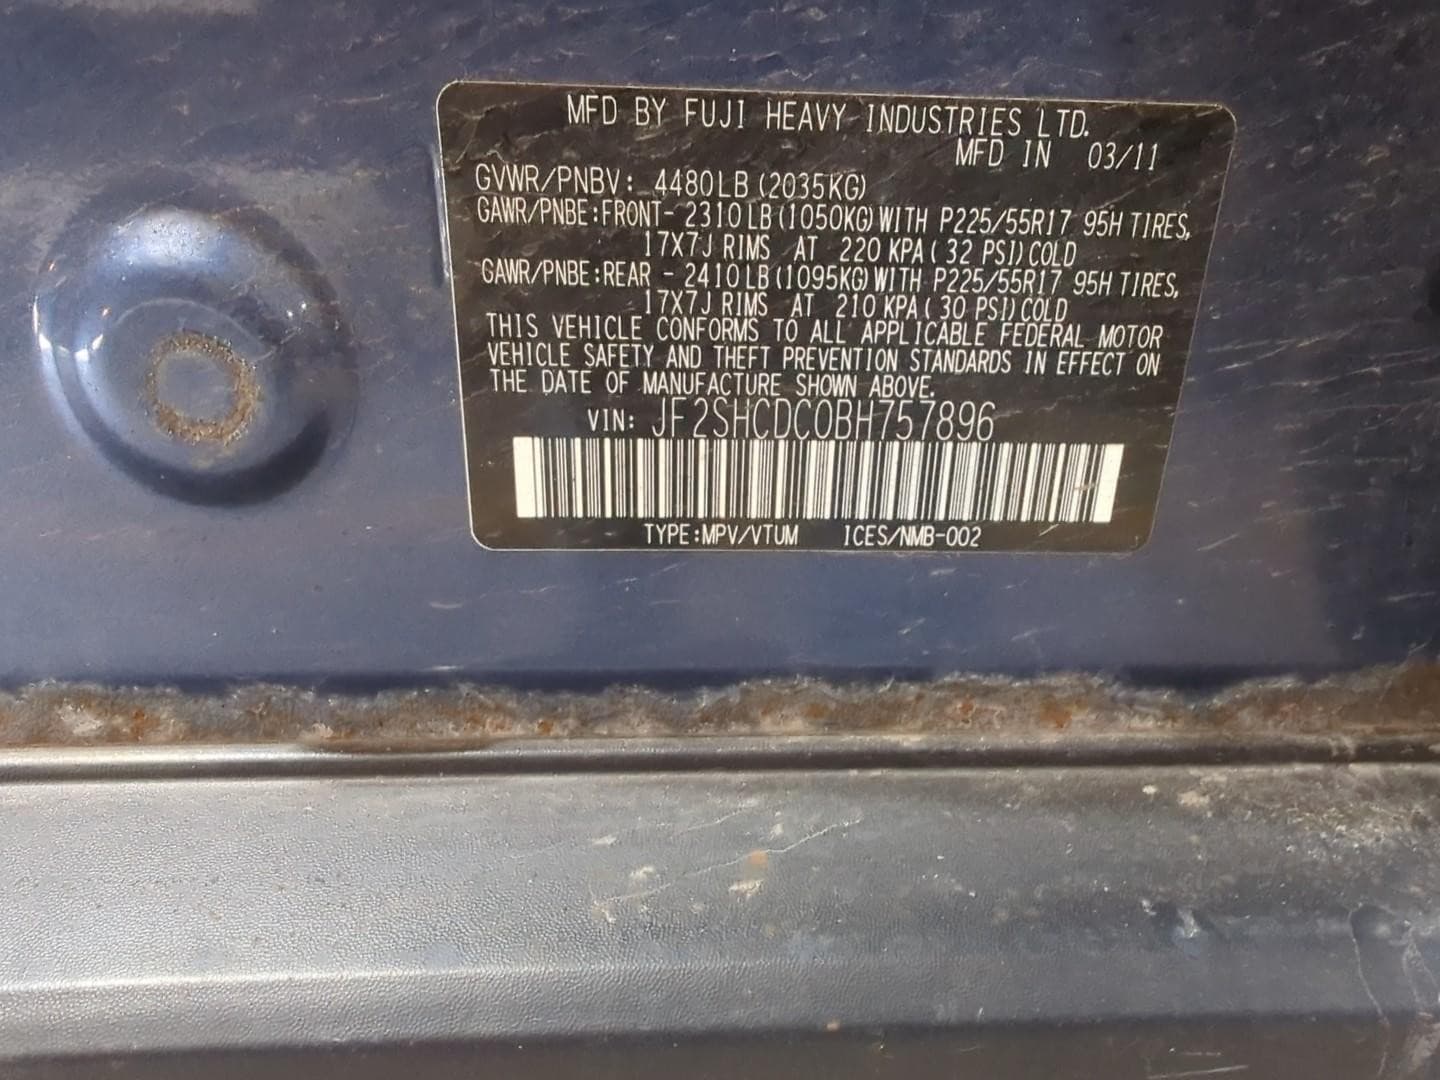 MFD BY FUJI HEAVY INDUSTRIES LTD.
MFD IN 03/11
GVWR/PNBV: 4480LB (2035KG)
GAWR/PNBE:FRONT- 2310LB (1050KG) WITH P225/55R17 95H TIRES,
17X7J RIMS AT 220 KPA ( 32 PSI) COLD
GAWR/PNBE:REAR - 2410LB (1095KG) WITH P225/55R17 95H TIRES,
17X7J RIMS AT 210 KPA ( 30 PSI) COLD
THIS VEHICLE CONFORMS TO ALL APPLICABLE FEDERAL MOTOR
VEHICLE SAFETY AND THEFT PREVENTION STANDARDS IN EFFECT ON
THE DATE OF MANUFACTURE SHOWN ABOVE.
VIN: JF2SHCDC0BH757896
TYPE:MPV/VTUM ICES/NMB-002